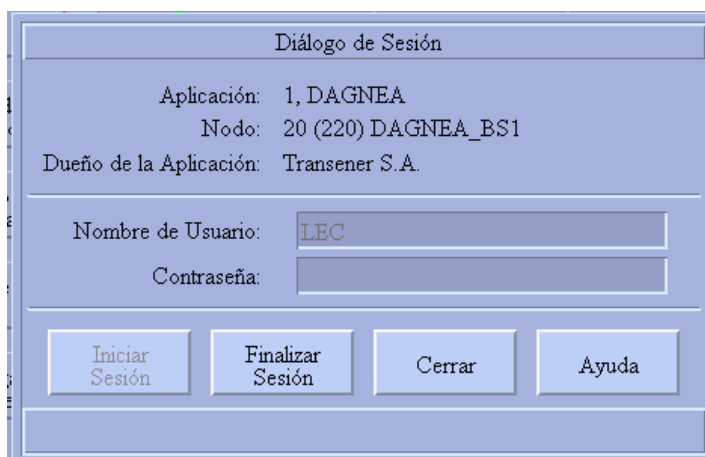 Diálogo de Sesión
Aplicación: 1, DAGNEA
Nodo: 20 (220) DAGNEA_BS1
Dueño de la Aplicación: Transener S.A.
Nombre de Usuario: LEC
Contraseña:
Iniciar Sesión
Finalizar Sesión
Cerrar
Ayuda